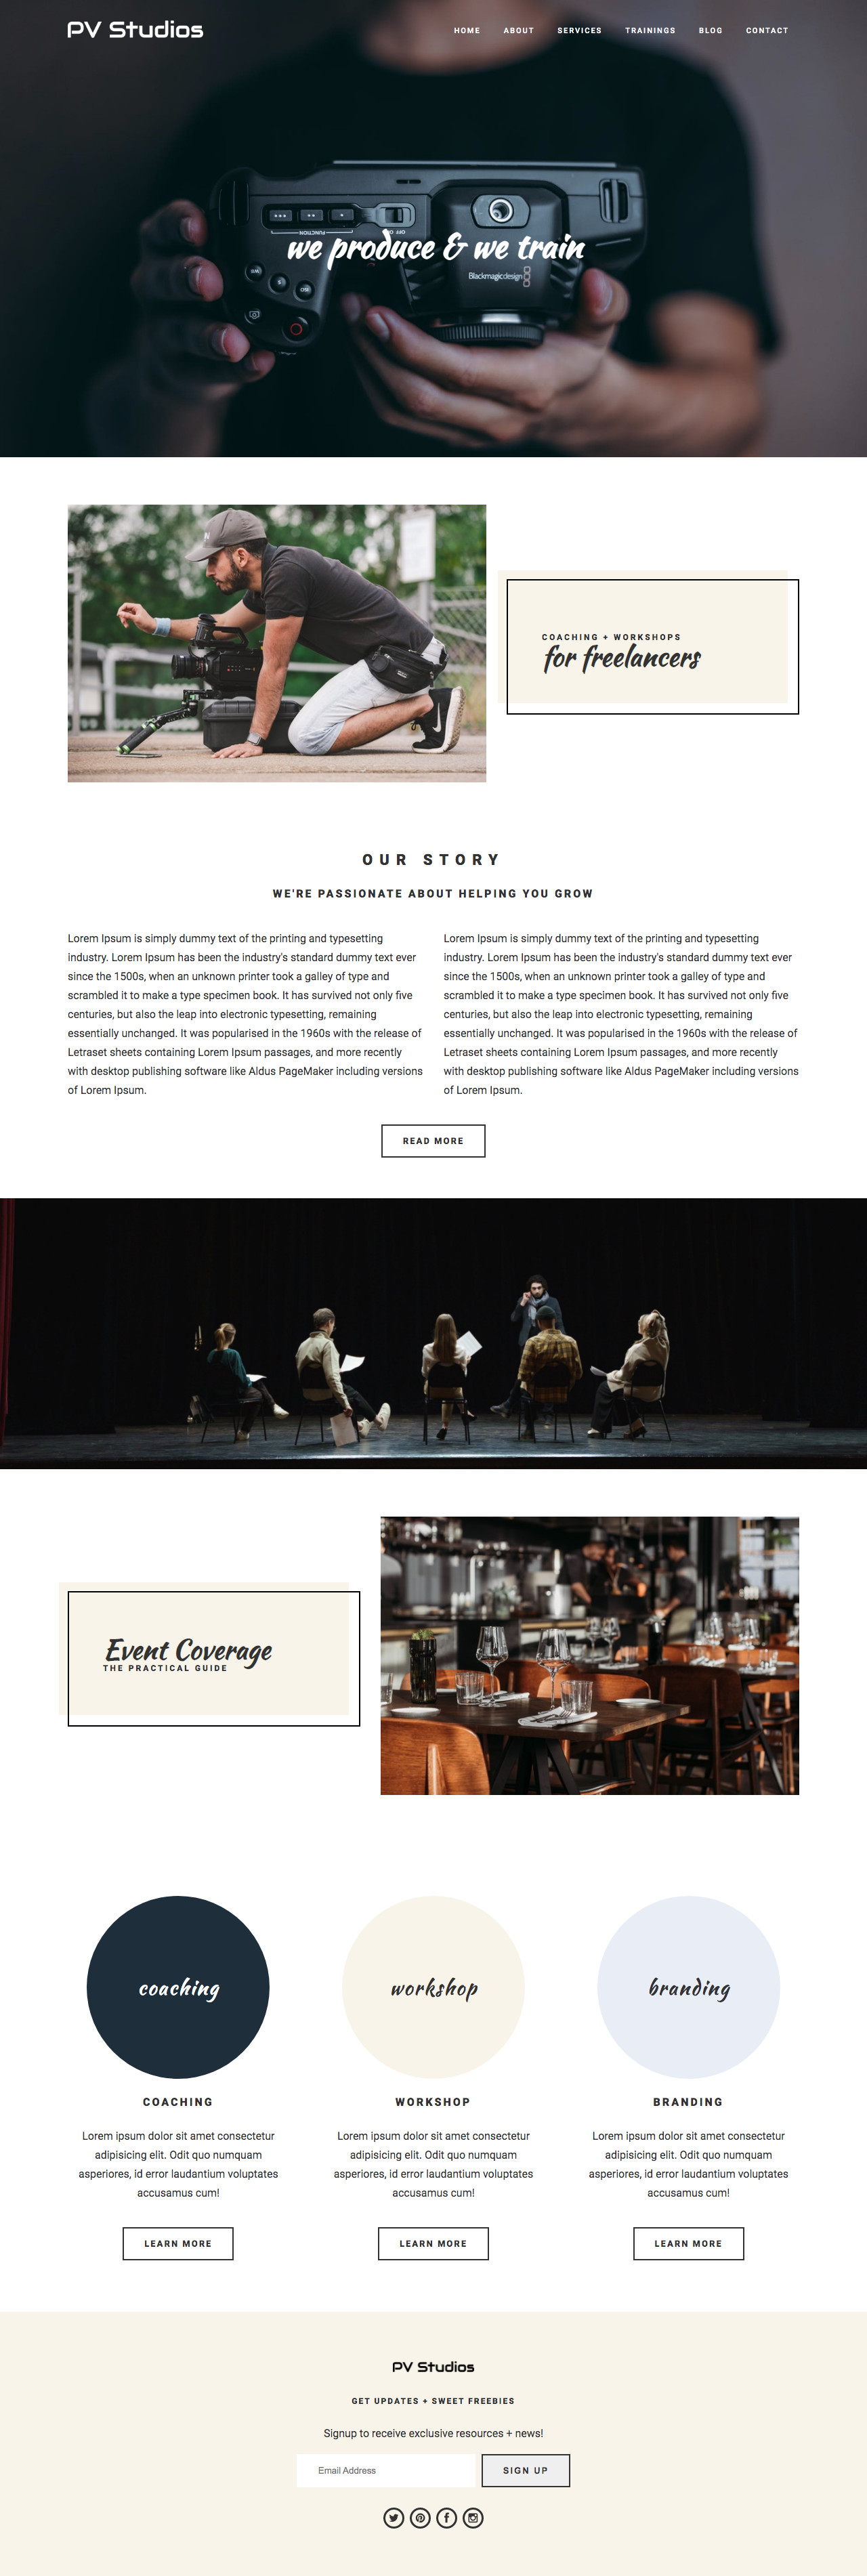 PV Studios
HOME ABOUT SERVICES TRAININGS BLOG CONTACT
FUNCTION
OFF ON
we produce & we train
Blackmagicdesign
COACHING + WORKSHOPS
for freelancers
OUR STORY
WE'RE PASSIONATE ABOUT HELPING YOU GROW
Lorem Ipsum is simply dummy text of the printing and typesetting
industry. Lorem Ipsum has been the industry's standard dummy text ever
since the 1500s, when an unknown printer took a galley of type and
scrambled it to make a type specimen book. It has survived not only five
centuries, but also the leap into electronic typesetting, remaining
essentially unchanged. It was popularised in the 1960s with the release of
Letraset sheets containing Lorem Ipsum passages, and more recently
with desktop publishing software like Aldus PageMaker including versions
of Lorem Ipsum.
Lorem Ipsum is simply dummy text of the printing and typesetting
industry. Lorem Ipsum has been the industry's standard dummy text ever
since the 1500s, when an unknown printer took a galley of type and
scrambled it to make a type specimen book. It has survived not only five
centuries, but also the leap into electronic typesetting, remaining
essentially unchanged. It was popularised in the 1960s with the release of
Letraset sheets containing Lorem Ipsum passages, and more recently
with desktop publishing software like Aldus PageMaker including versions
of Lorem Ipsum.
READ MORE
Event Coverage
THE PRACTICAL GUIDE
coaching
workshop
branding
COACHING
Lorem ipsum dolor sit amet consectetur
adipisicing elit. Odit quo numquam
asperiores, id error laudantium voluptates
accusamus cum!
LEARN MORE
WORKSHOP
Lorem ipsum dolor sit amet consectetur
adipisicing elit. Odit quo numquam
asperiores, id error laudantium voluptates
accusamus cum!
LEARN MORE
BRANDING
Lorem ipsum dolor sit amet consectetur
adipisicing elit. Odit quo numquam
asperiores, id error laudantium voluptates
accusamus cum!
LEARN MORE
PV Studios
GET UPDATES + SWEET FREEBIES
Signup to receive exclusive resources + news!
Email Address
SIGN UP